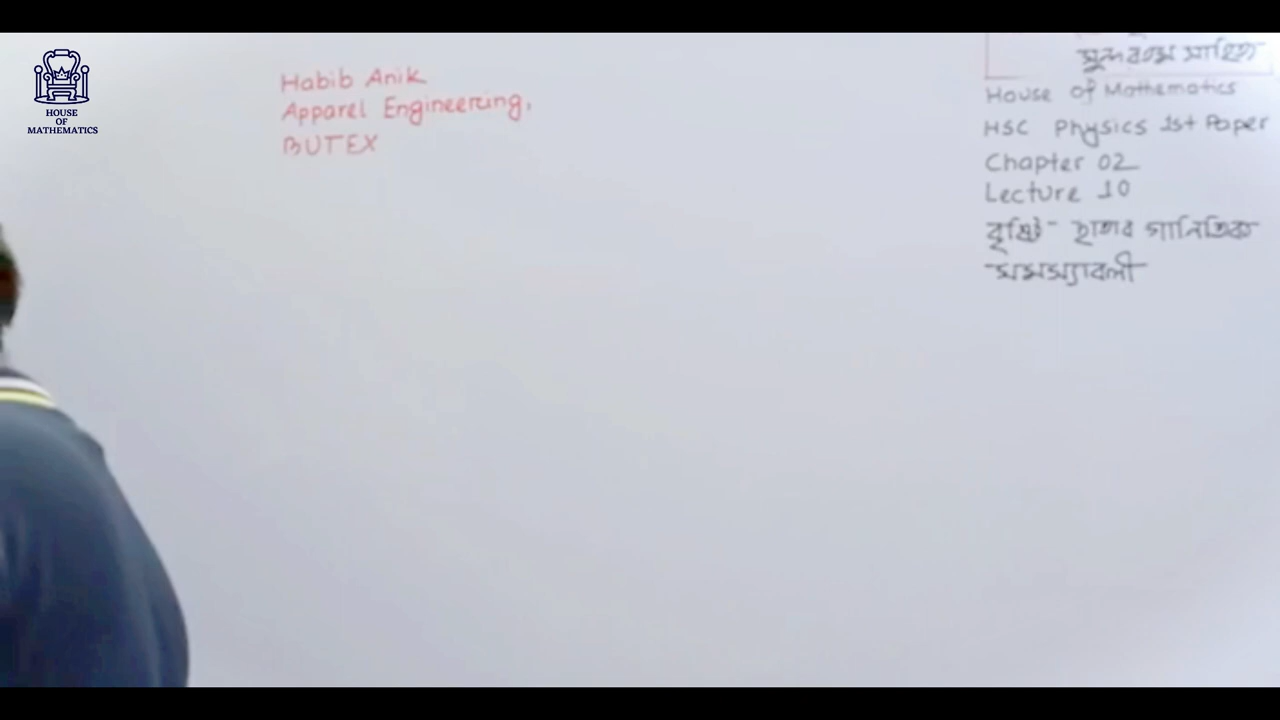 HOUSE
OF
MATHEMATICS
Habib Anik
Apparel Engineering,
BUTEX
সুন্দরতম সাহিত্য
House of Mathematics
HSC Physics 1st Paper
Chapter 02
Lecture 10
বৃষ্টি- ছাতার গানিতিক
সমস্যাবলী